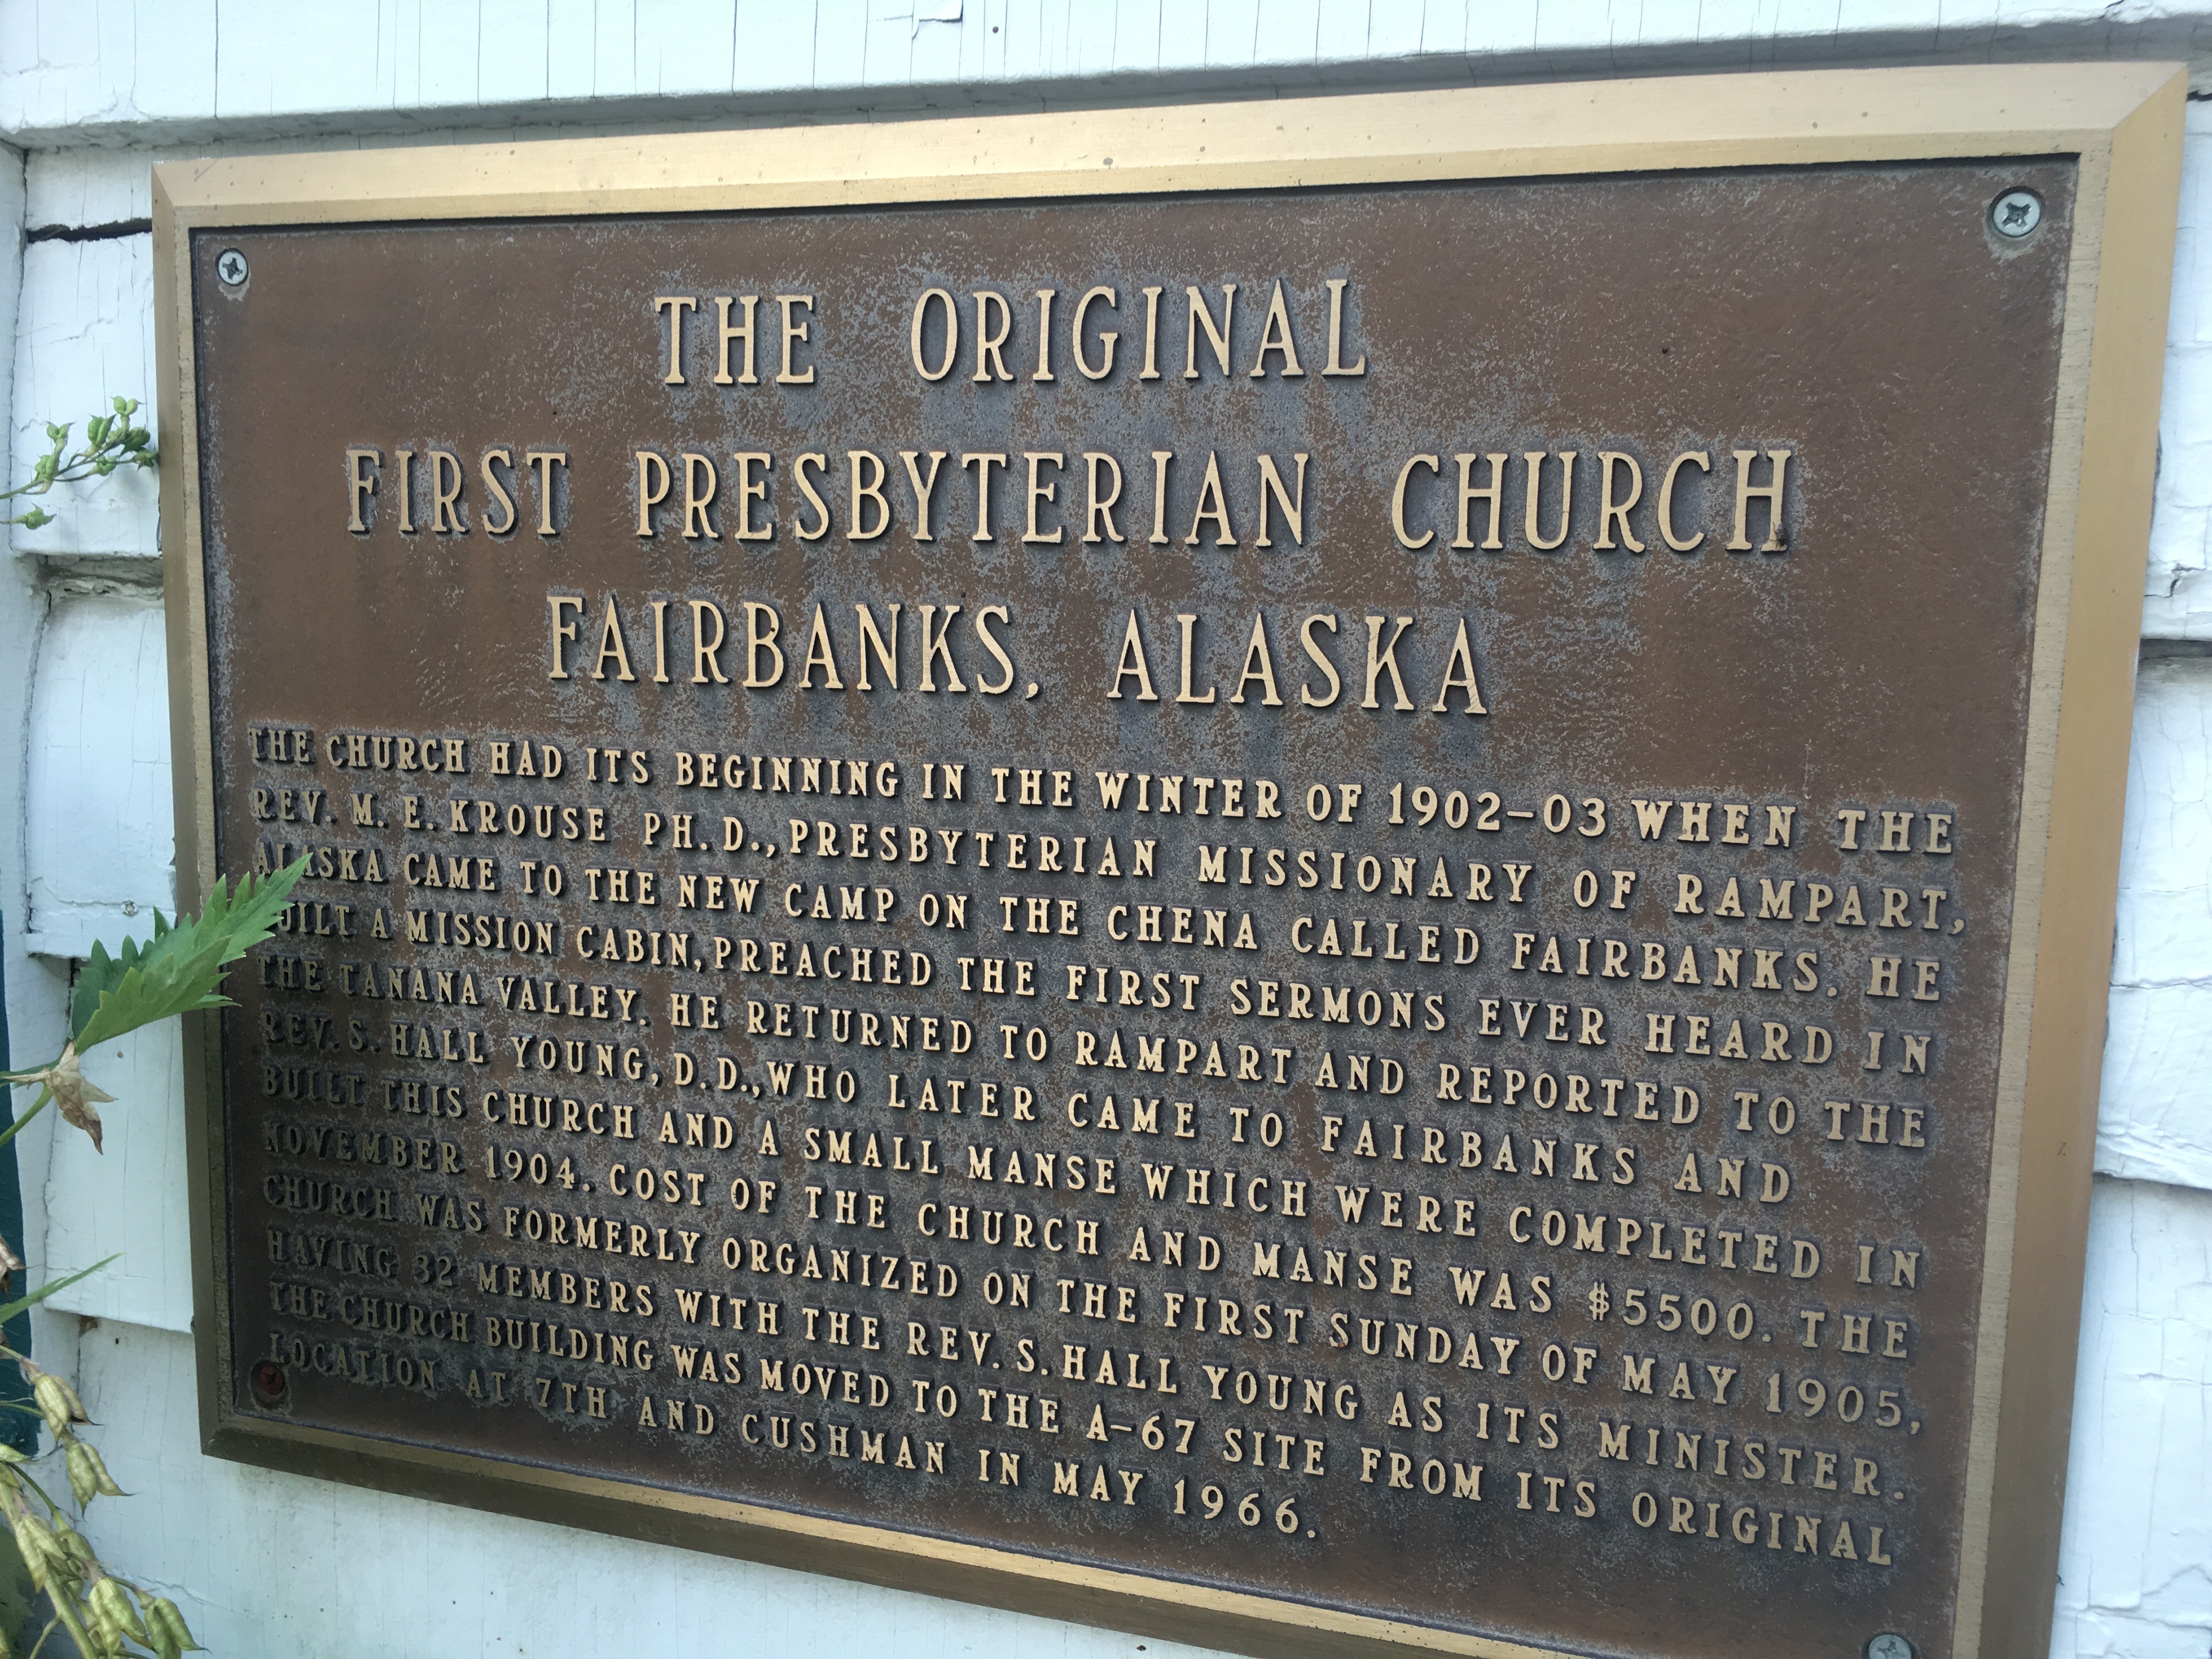 THE ORIGINAL
FIRST PRESBYTERIAN CHURCH
FAIRBANKS, ALASKA
THE CHURCH HAD ITS BEGINNING IN THE WINTER OF 1902-03 WHEN THE
REV. M. E. KROUSE PH. D., PRESBYTERIAN MISSIONARY OF RAMPART,
ALASKA CAME TO THE NEW CAMP ON THE CHENA CALLED FAIRBANKS. HE
BUILT A MISSION CABIN, PREACHED THE FIRST SERMONS EVER HEARD IN
THE TANANA VALLEY. HE RETURNED TO RAMPART AND REPORTED TO THE
REV. S. HALL YOUNG, D.D., WHO LATER CAME TO FAIRBANKS AND
BUILT THIS CHURCH AND A SMALL MANSE WHICH WERE COMPLETED IN
NOVEMBER 1904. COST OF THE CHURCH AND MANSE WAS $5500. THE
CHURCH WAS FORMERLY ORGANIZED ON THE FIRST SUNDAY OF MAY 1905,
HAVING 32 MEMBERS WITH THE REV. S. HALL YOUNG AS ITS MINISTER.
THE CHURCH BUILDING WAS MOVED TO THE A-67 SITE FROM ITS ORIGINAL
LOCATION AT 7TH AND CUSHMAN IN MAY 1966.